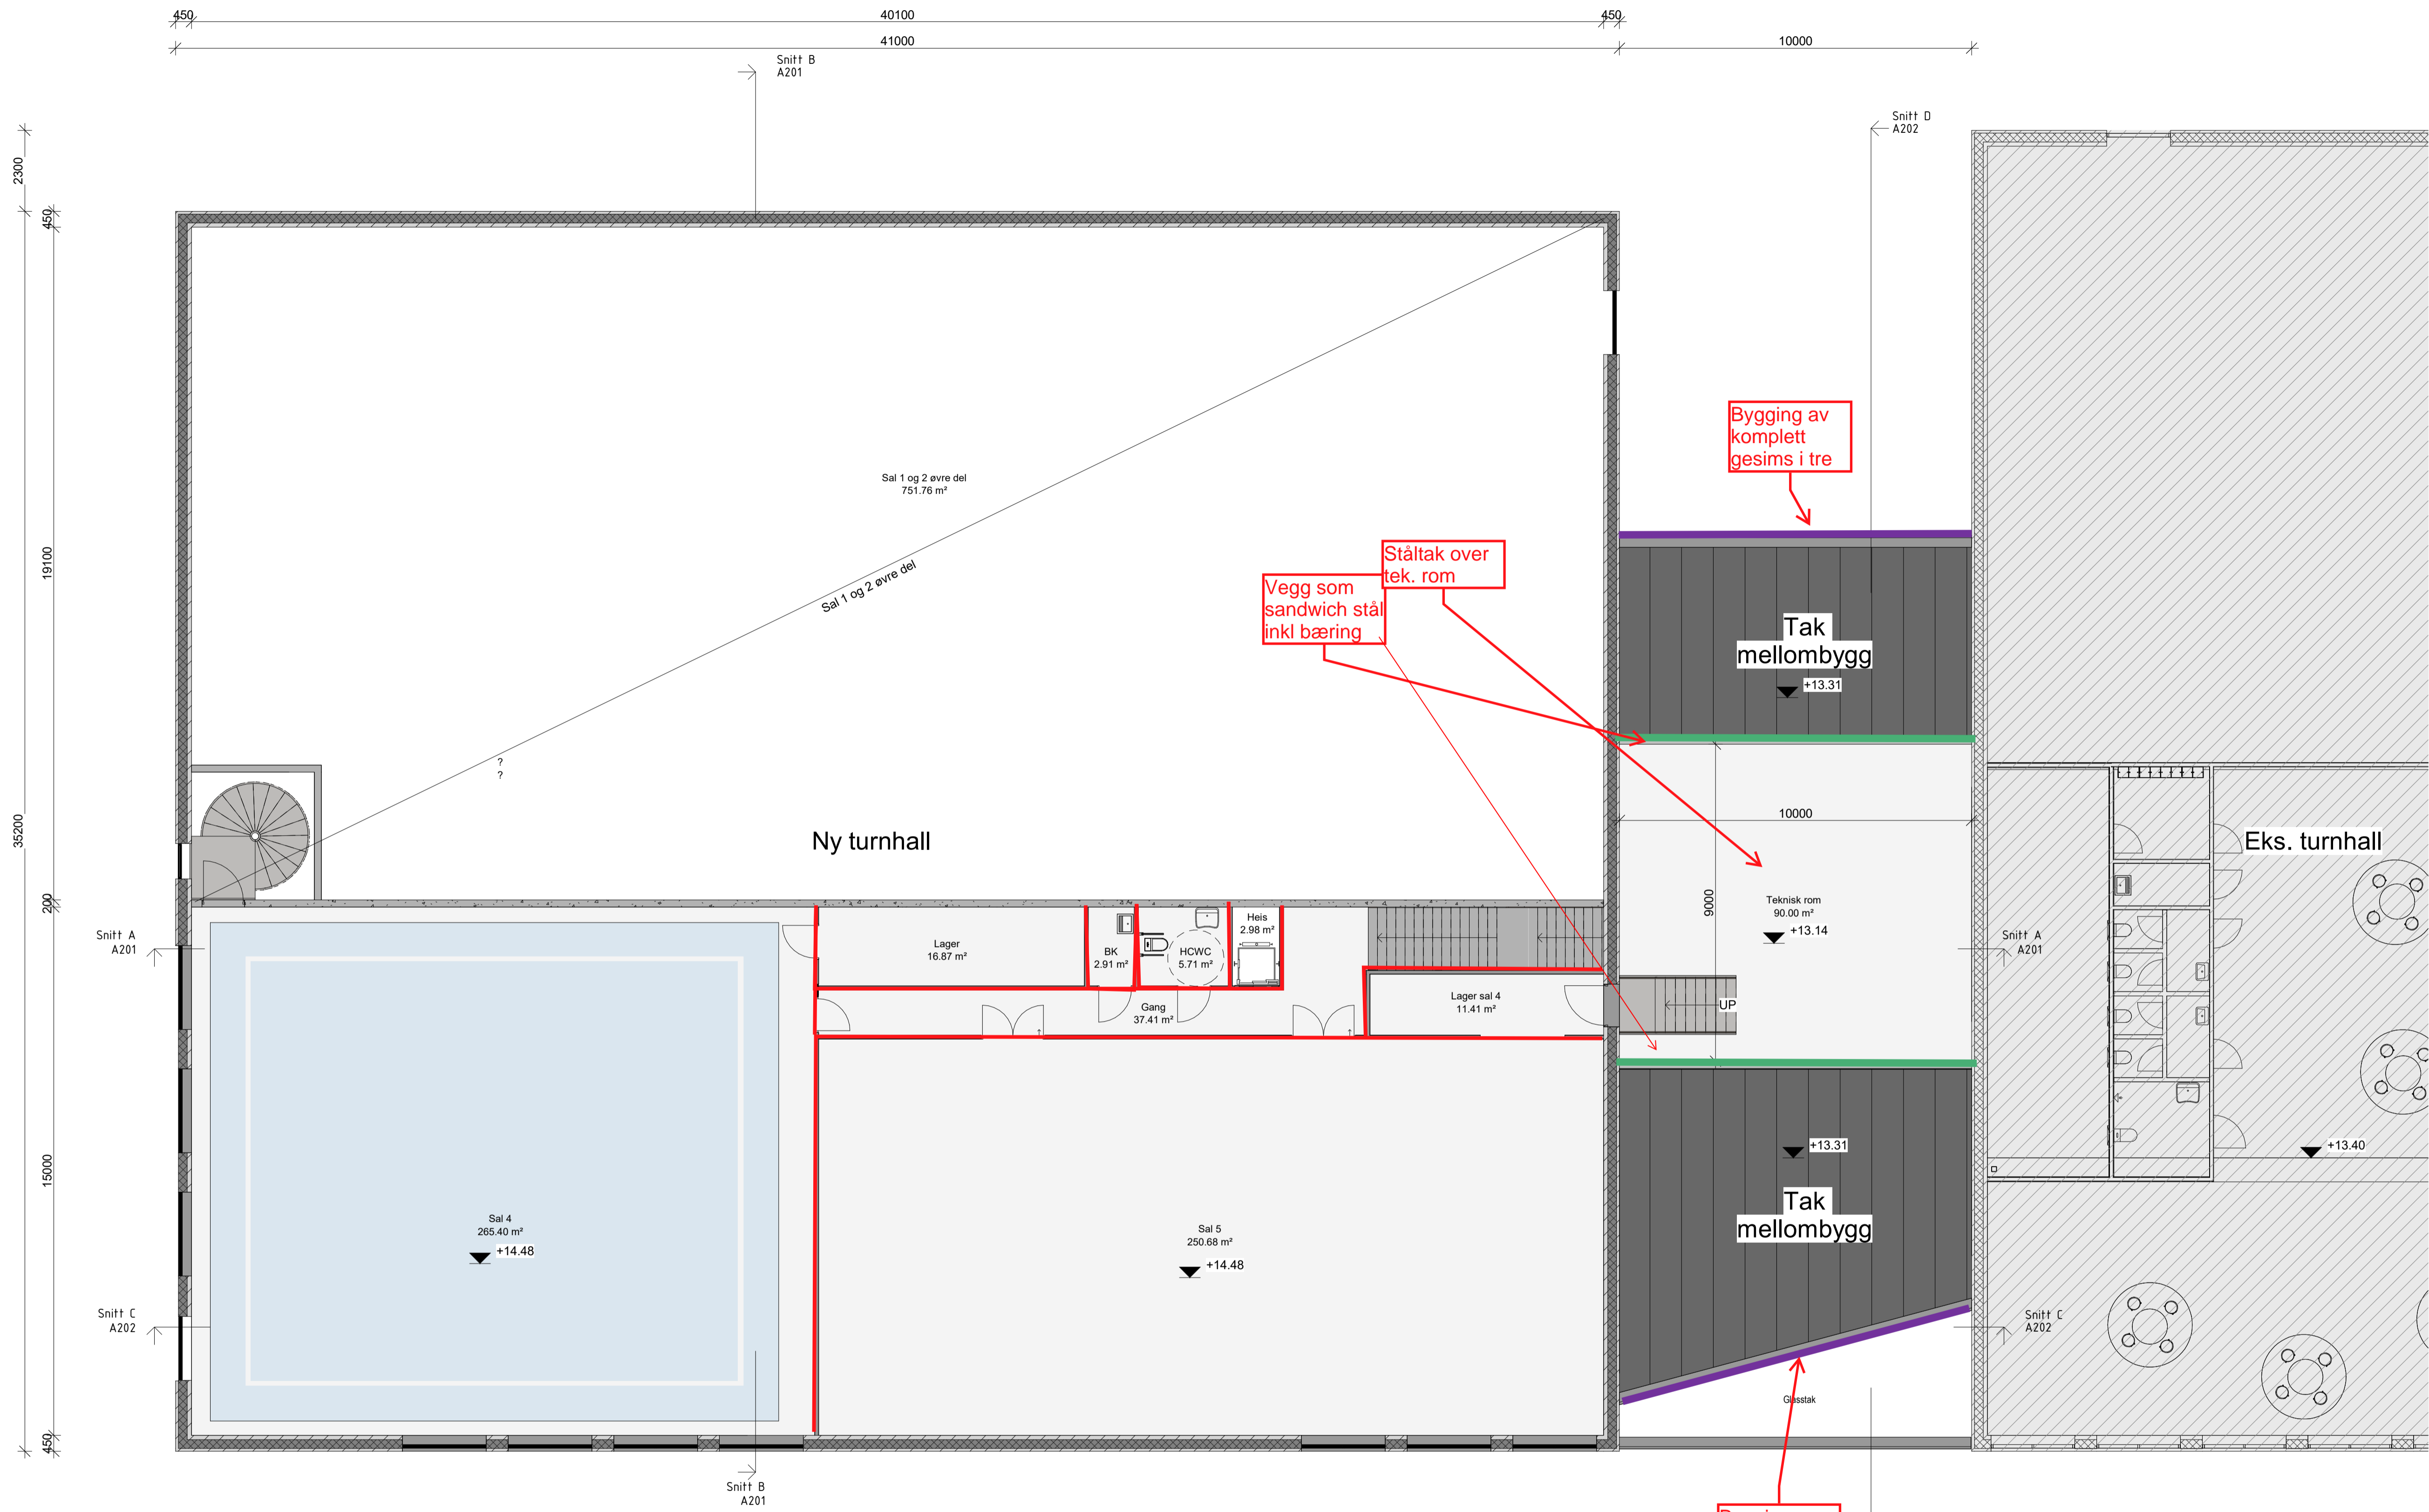 450
40100
450
41000
10000
Snitt B
A201
Snitt D
A202
2300
450
19100
35200
200
15000
450
Bygging av
komplett
gesims i tre
Ståltak over
tek. rom
Vegg som
sandwich stål
inkl bæring
Sal 1 og 2 øvre del
751.76 m²
Sal 1 og 2 øvre del
?
?
Ny turnhall
Tak
mellombygg
+13.31
10000
9000
Teknisk rom
90.00 m²
+13.14
Eks. turnhall
Snitt A
A201
Snitt A
A201
Lager
16.87 m²
BK
2.91 m²
HCWC
5.71 m²
Heis
2.98 m²
Gang
37.41 m²
Lager sal 4
11.41 m²
UP
+13.31
Tak
mellombygg
+13.40
Sal 4
265.40 m²
+14.48
Sal 5
250.68 m²
+14.48
Snitt C
A202
Snitt C
A202
Glasstak
Snitt B
A201